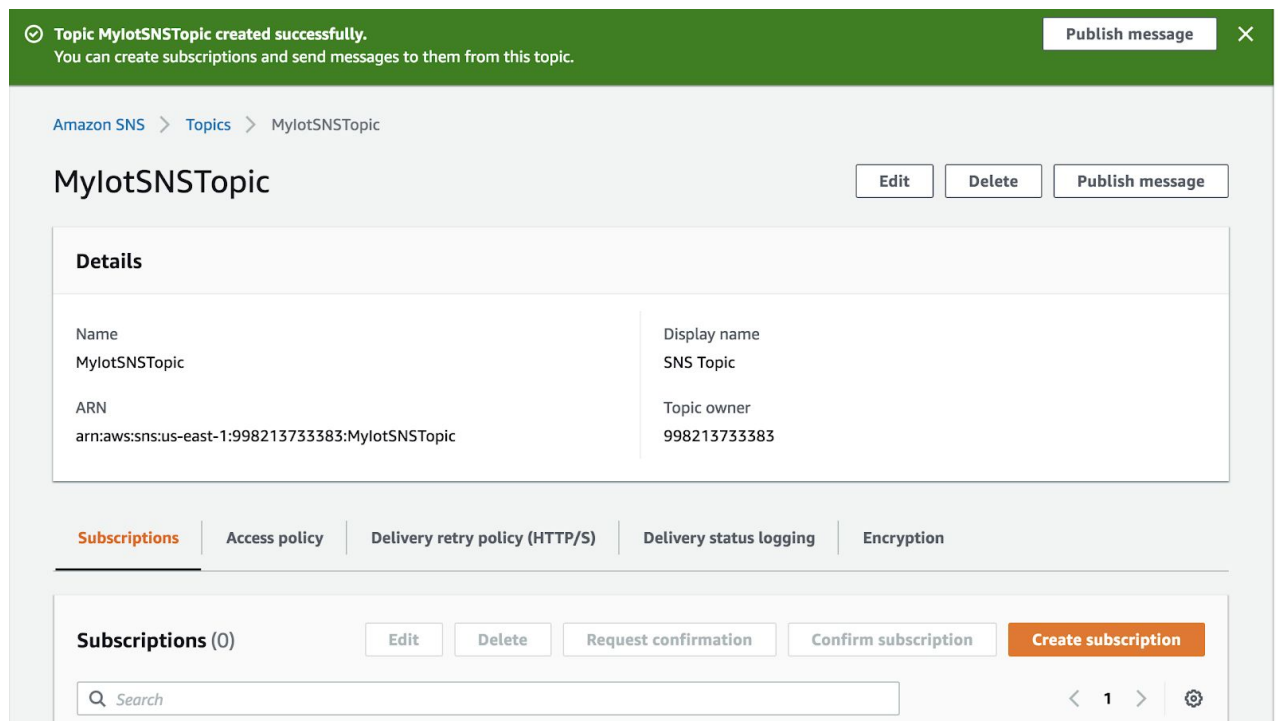 Topic MyIotSNSTopic created successfully.
You can create subscriptions and send messages to them from this topic.
Publish message
Amazon SNS > Topics > MyIotSNSTopic
MyIotSNSTopic
Edit Delete Publish message
Details
Name
MyIotSNSTopic
Display name
SNS Topic
ARN
arn:aws:sns:us-east-1:998213733383:MyIotSNSTopic
Topic owner
998213733383
Subscriptions Access policy Delivery retry policy (HTTP/S) Delivery status logging Encryption
Subscriptions (0) Edit Delete Request confirmation Confirm subscription Create subscription
Search < 1 >